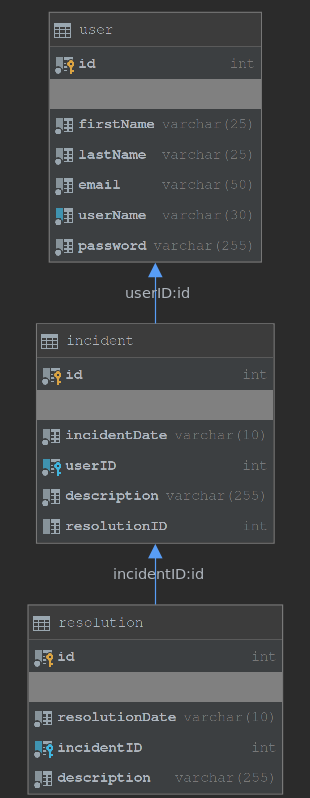 user
id int
firstName varchar(25)
lastName varchar(25)
email varchar(50)
userName varchar(30)
password varchar(255)
userID:id
incident
id int
incidentDate varchar(10)
userID int
description varchar(255)
resolutionID int
incidentID:id
resolution
id int
resolutionDate varchar(10)
incidentID int
description varchar(255)